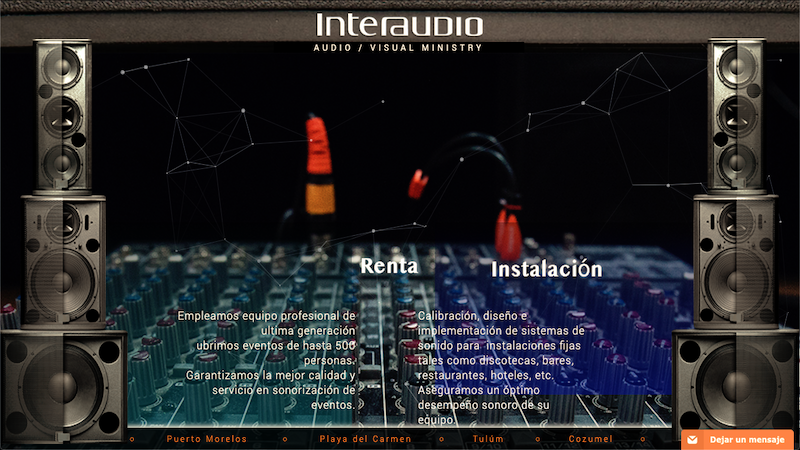 Interaudio
AUDIO / VISUAL MINISTRY
Renta
Empleamos equipo profesional de
ultima generación
ubrimos eventos de hasta 500
personas.
Garantizamos la mejor calidad y
servicio en sonorización de
eventos.
Instalación
Calibración, diseño e
implementación de sistemas de
sonido para instalaciones fijas
tales como discotecas, bares,
restaurantes, hoteles, etc.
Aseguramos un óptimo
desempeño sonoro de su
equipo.
Puerto Morelos
Playa del Carmen
Tulúm
Cozumel
Dejar un mensaje